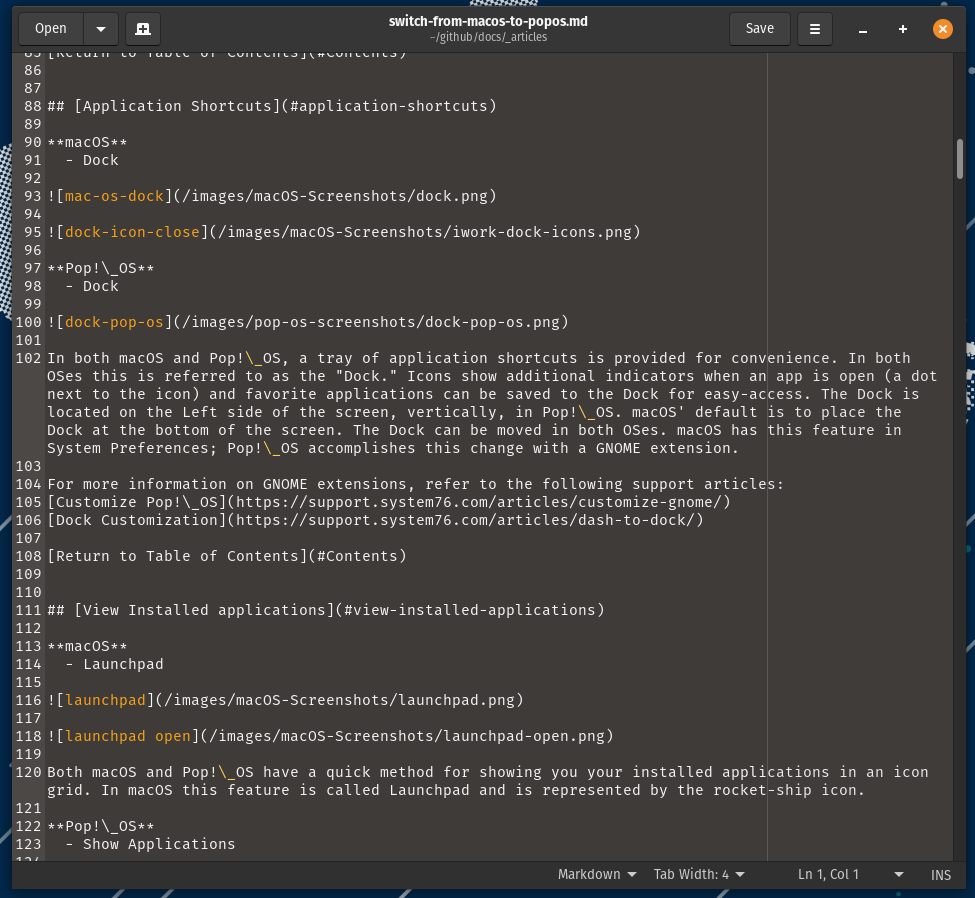 Open
switch-from-macos-to-popos.md
~/github/docs/_articles
Save
85 [Return to Table of Contents](#Contents)
86
87
88 ## [Application Shortcuts](#application-shortcuts)
89
90 **macOS**
91   - Dock
92
93 ![mac-os-dock](/images/macOS-Screenshots/dock.png)
94
95 ![dock-icon-close](/images/macOS-Screenshots/iwork-dock-icons.png)
96
97 **Pop!\_OS**
98   - Dock
99
100 ![dock-pop-os](/images/pop-os-screenshots/dock-pop-os.png)
101
102 In both macOS and Pop!\_OS, a tray of application shortcuts is provided for convenience. In both
OSes this is referred to as the "Dock." Icons show additional indicators when an app is open (a dot
next to the icon) and favorite applications can be saved to the Dock for easy-access. The Dock is
located on the Left side of the screen, vertically, in Pop!\_OS. macOS' default is to place the
Dock at the bottom of the screen. The Dock can be moved in both OSes. macOS has this feature in
System Preferences; Pop!\_OS accomplishes this change with a GNOME extension.
103
104 For more information on GNOME extensions, refer to the following support articles:
105 [Customize Pop!\_OS](https://support.system76.com/articles/customize-gnome/)
106 [Dock Customization](https://support.system76.com/articles/dash-to-dock/)
107
108 [Return to Table of Contents](#Contents)
109
110
111 ## [View Installed applications](#view-installed-applications)
112
113 **macOS**
114   - Launchpad
115
116 ![launchpad](/images/macOS-Screenshots/launchpad.png)
117
118 ![launchpad open](/images/macOS-Screenshots/launchpad-open.png)
119
120 Both macOS and Pop!\_OS have a quick method for showing you your installed applications in an icon
grid. In macOS this feature is called Launchpad and is represented by the rocket-ship icon.
121
122 **Pop!\_OS**
123   - Show Applications
124
Markdown Tab Width: 4 Ln 1, Col 1 INS